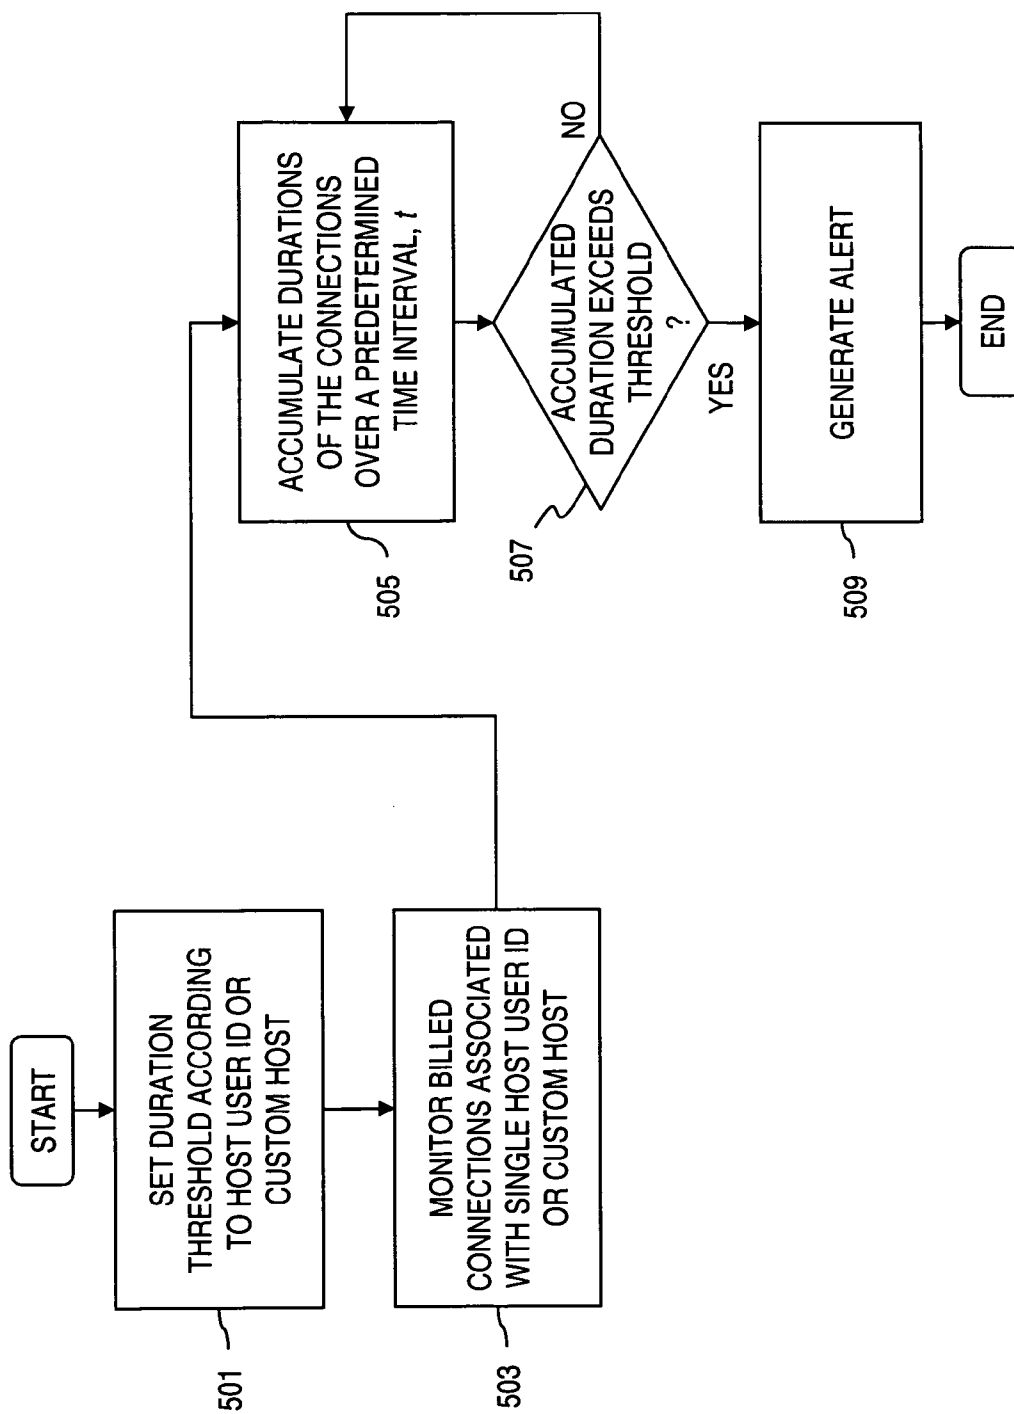 START
SET DURATION
THRESHOLD ACCORDING
TO HOST USER ID OR
CUSTOM HOST
501
MONITOR BILLED
CONNECTIONS ASSOCIATED
WITH SINGLE HOST USER ID
OR CUSTOM HOST
503
ACCUMULATE DURATIONS
OF THE CONNECTIONS
OVER A PREDETERMINED
TIME INTERVAL, t
505
ACCUMULATED
DURATION EXCEEDS
THRESHOLD
?
507
NO
YES
GENERATE ALERT
509
END